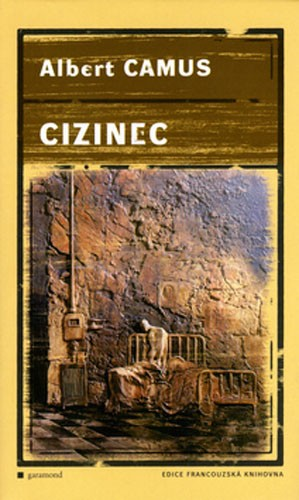 Albert CAMUS
CIZINEC
garamond
EDICE FRANCOUZSKÁ KNIHOVNA